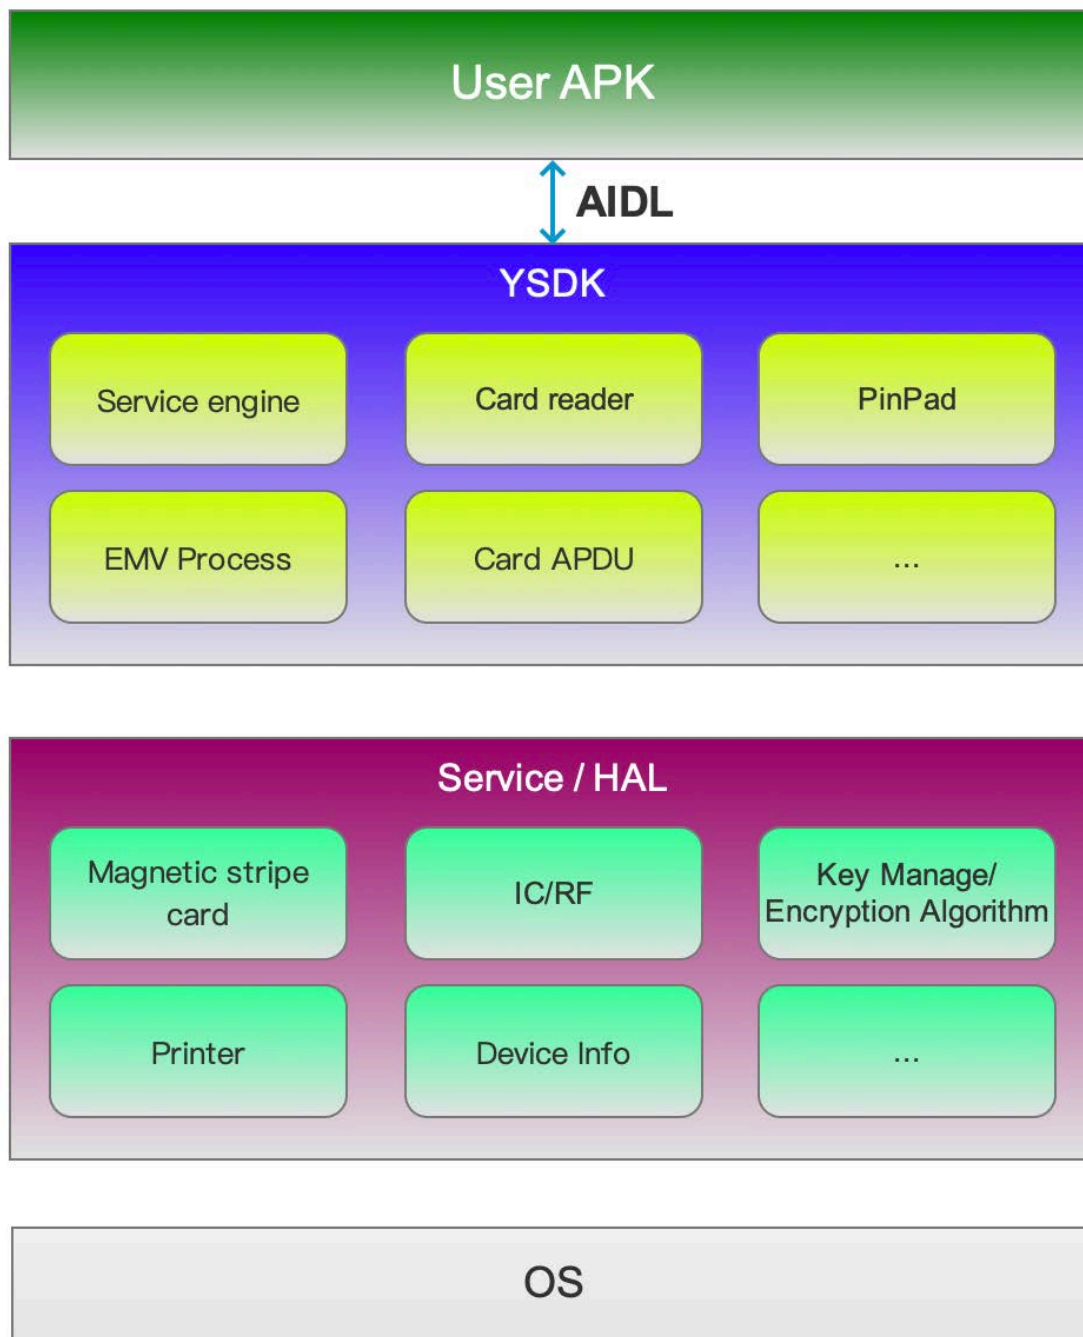 User APK
AIDL
YSDK
Service engine
Card reader
PinPad
EMV Process
Card APDU
...
Service / HAL
Magnetic stripe
card
IC/RF
Key Manage/
Encryption Algorithm
Printer
Device Info
...
OS